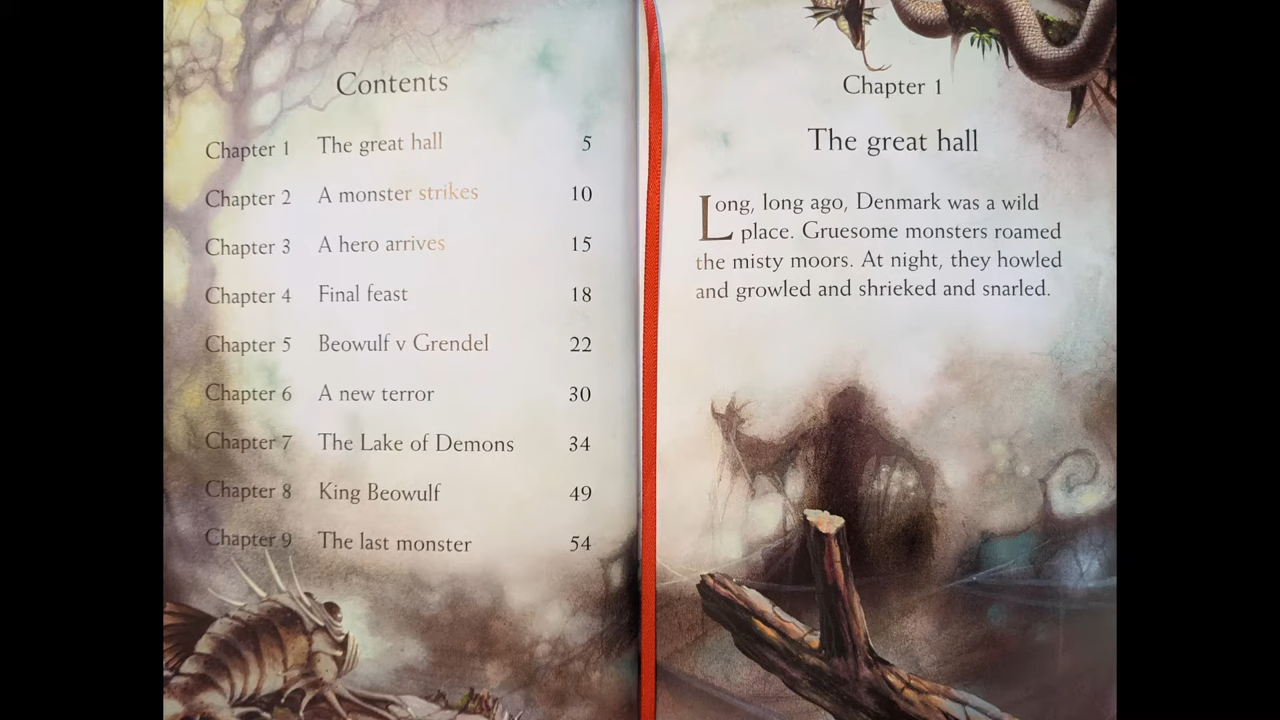 Contents
Chapter 1 The great hall 5
Chapter 2 A monster strikes 10
Chapter 3 A hero arrives 15
Chapter 4 Final feast 18
Chapter 5 Beowulf v Grendel 22
Chapter 6 A new terror 30
Chapter 7 The Lake of Demons 34
Chapter 8 King Beowulf 49
Chapter 9 The last monster 54
Chapter 1
The great hall
Long, long ago, Denmark was a wild
place. Gruesome monsters roamed
the misty moors. At night, they howled
and growled and shrieked and snarled.